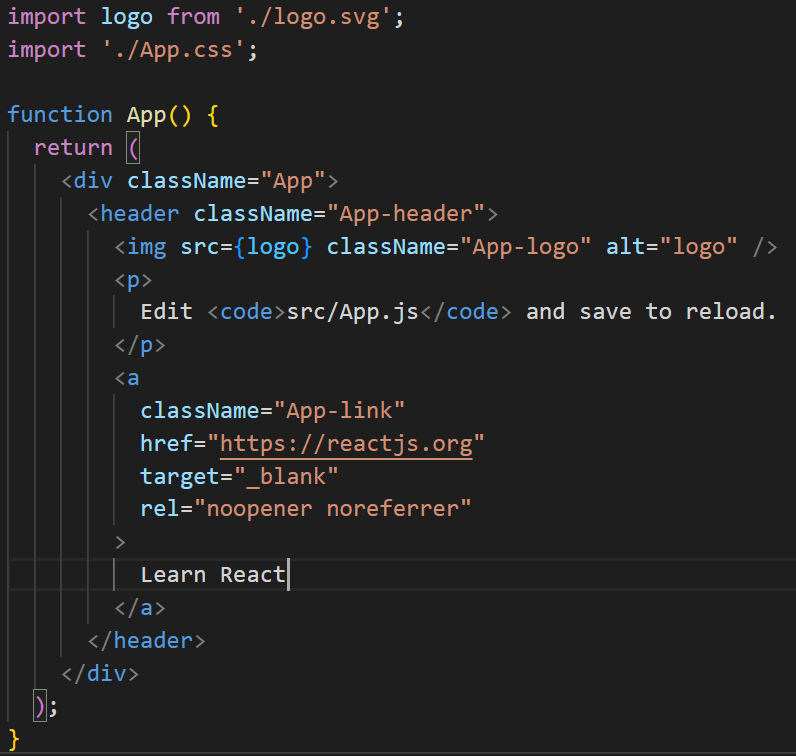 import logo from './logo.svg';
import './App.css';

function App() {
  return (
    <div className="App">
      <header className="App-header">
        <img src={logo} className="App-logo" alt="logo" />
        <p>
          Edit <code>src/App.js</code> and save to reload.
        </p>
        <a
          className="App-link"
          href="https://reactjs.org"
          target="_blank"
          rel="noopener noreferrer"
        >
          Learn React
        </a>
      </header>
    </div>
  );
}